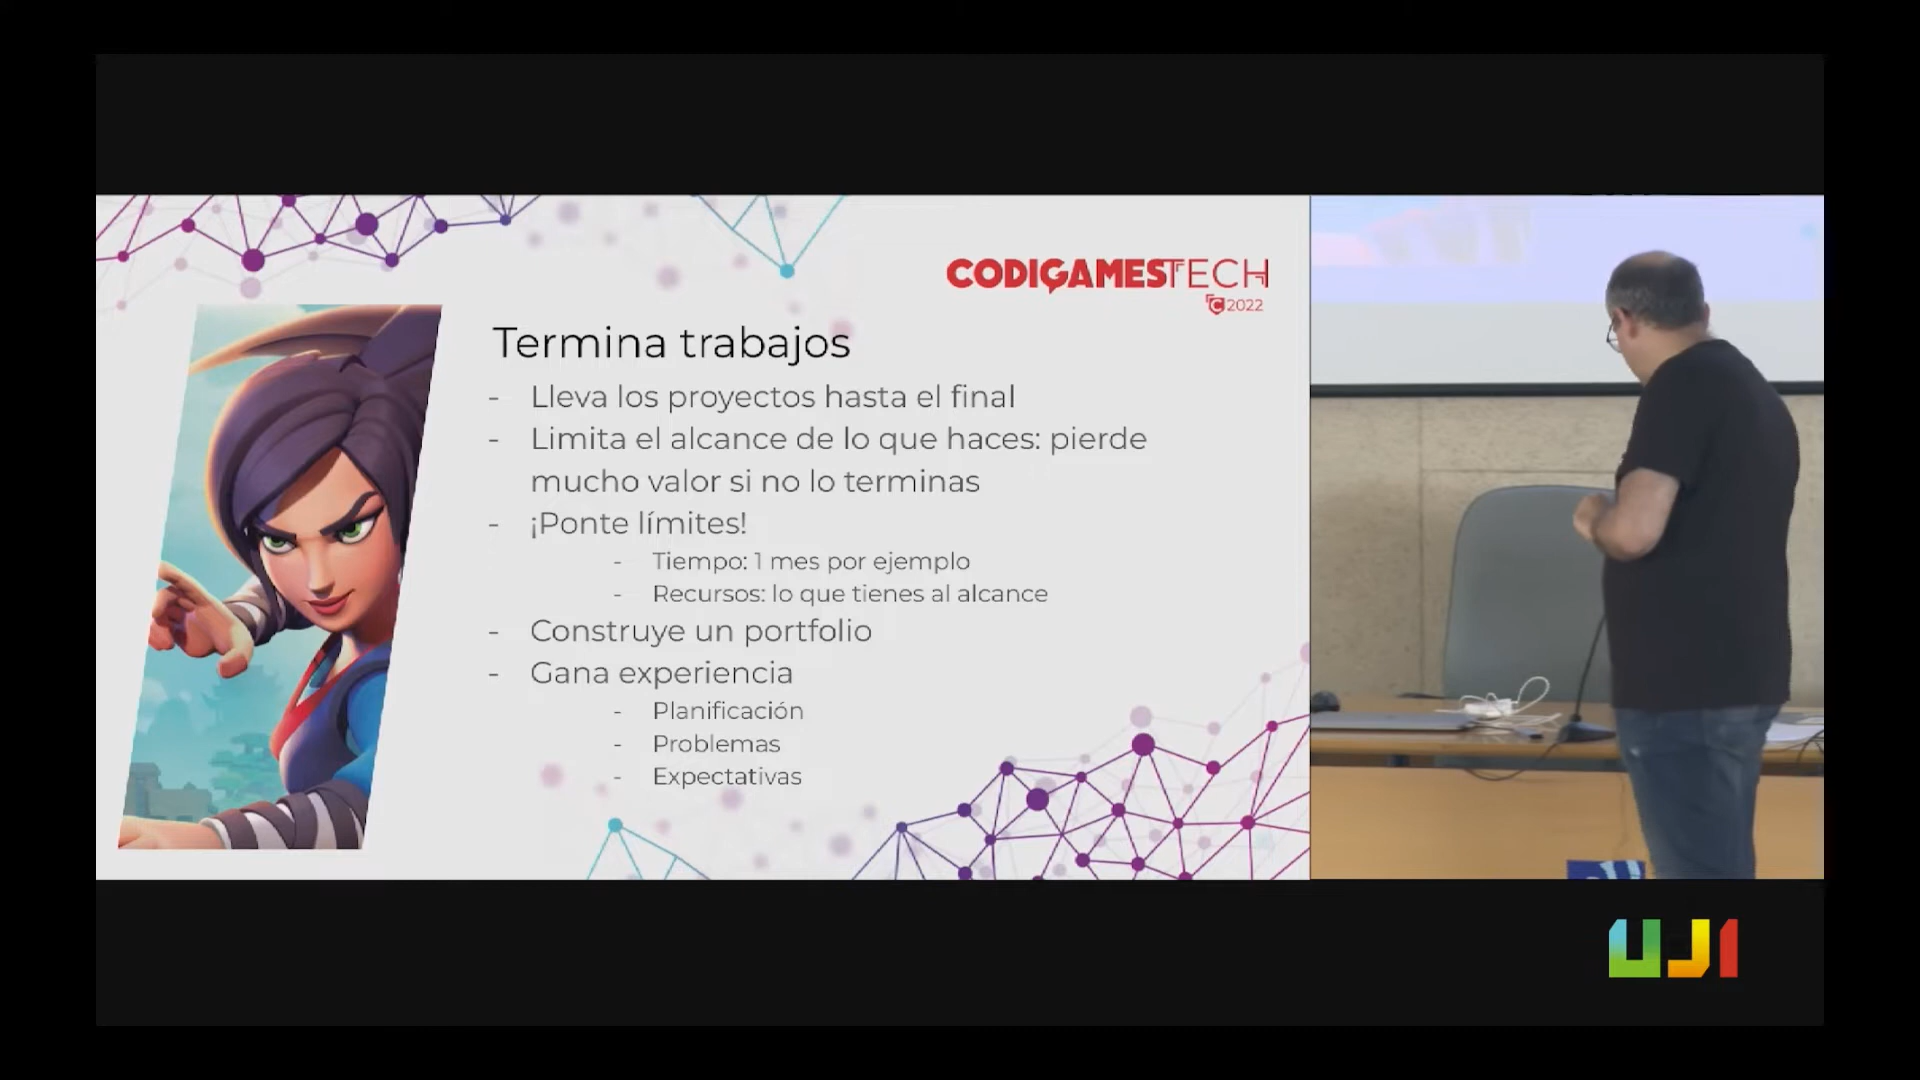 CODIGAMESTECH
C 2022
Termina trabajos
- Lleva los proyectos hasta el final
- Limita el alcance de lo que haces: pierde
mucho valor si no lo terminas
- ¡Ponte límites!
- Tiempo: 1 mes por ejemplo
- Recursos: lo que tienes al alcance
- Construye un portfolio
- Gana experiencia
- Planificación
- Problemas
- Expectativas
UJI